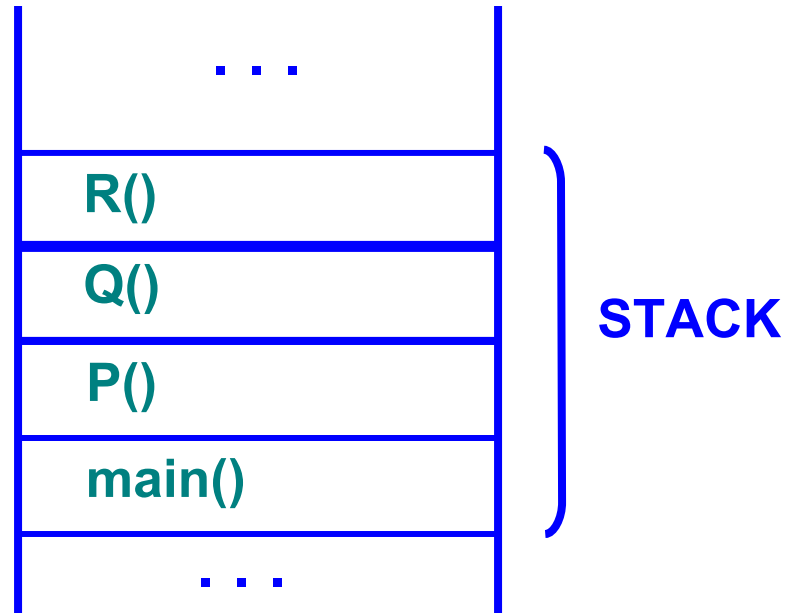 . . .
R()
Q()
STACK
P()
main()
. . .